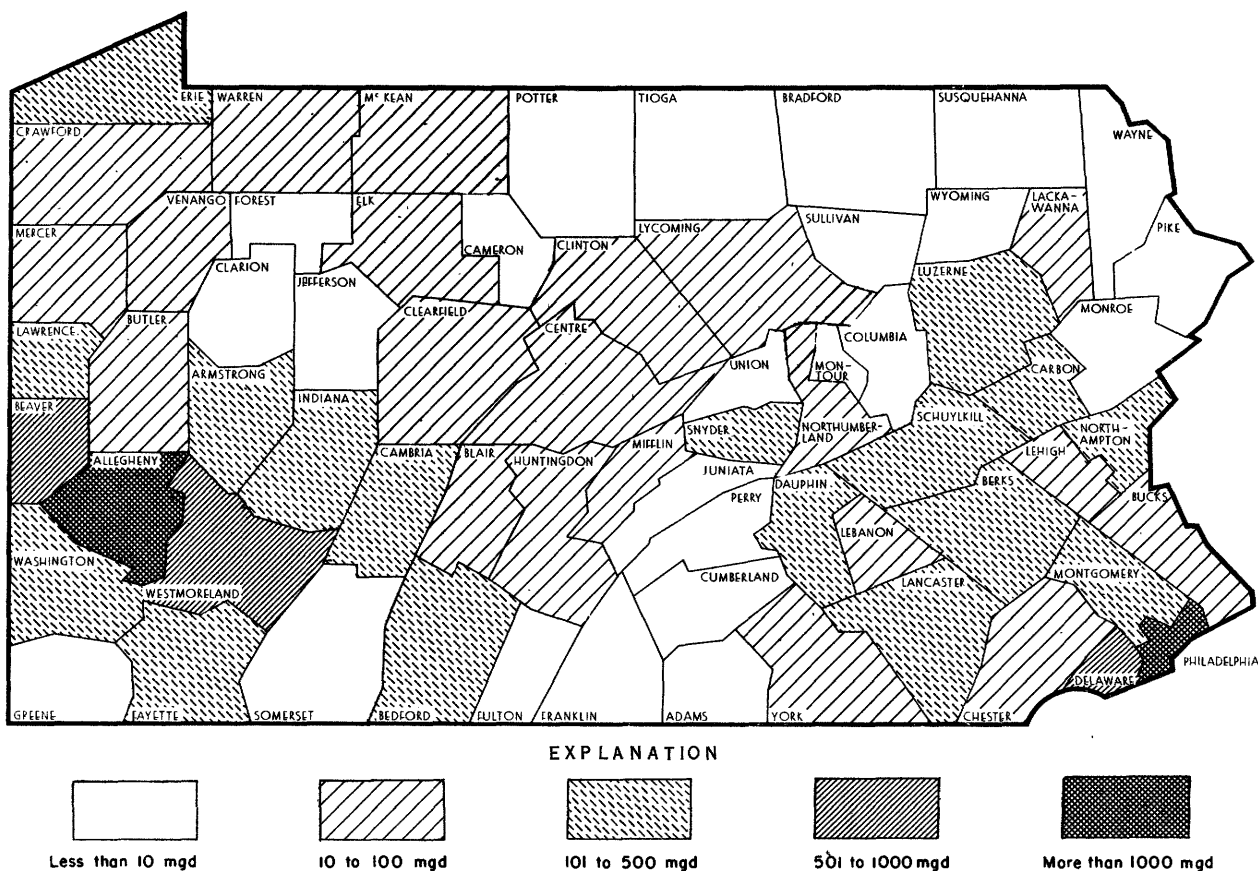 ERIE
WARREN
McKEAN
POTTER
TIOGA
BRADFORD
SUSQUEHANNA
WAYNE
CRAWFORD
VENANGO
FOREST
ELK
CAMERON
CLINTON
LYCOMING
SULLIVAN
WYOMING
LACKA-
WANNA
PIKE
MERCER
CLARION
JEFFERSON
CLEARFIELD
CENTRE
LUZERNE
MONROE
LAWRENCE
BUTLER
ARMSTRONG
INDIANA
UNION
MON-
TOUR
COLUMBIA
CARBON
BEAVER
ALLEGHENY
CAMBRIA
BLAIR
HUNTINGDON
MIFFLIN
SNYDER
NORTHUMBER-
LAND
SCHUYLKILL
NORTH-
AMPTON
LEHIGH
JUNIATA
PERRY
DAUPHIN
BERKS
BUCKS
WASHINGTON
WESTMORELAND
CUMBERLAND
LEBANON
LANCASTER
MONTGOMERY
PHILADELPHIA
DELAWARE
GREENE
FAYETTE
SOMERSET
BEDFORD
FULTON
FRANKLIN
ADAMS
YORK
CHESTER
EXPLANATION
Less than 10 mgd
10 to 100 mgd
101 to 500 mgd
501 to 1000 mgd
More than 1000 mgd